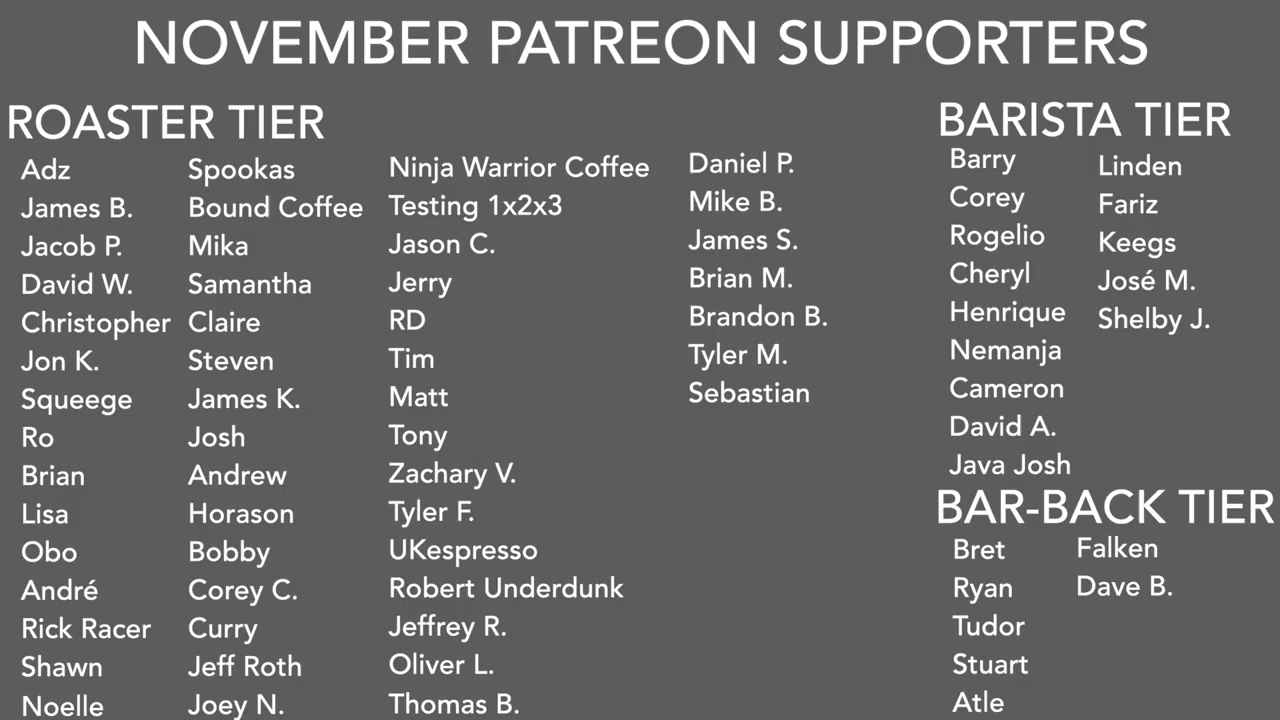 NOVEMBER PATREON SUPPORTERS
ROASTER TIER
Adz
James B.
Jacob P.
David W.
Christopher
Jon K.
Squeege
Ro
Brian
Lisa
Obo
André
Rick Racer
Shawn
Noelle
Spookas
Bound Coffee
Mika
Samantha
Claire
Steven
James K.
Josh
Andrew
Horason
Bobby
Corey C.
Curry
Jeff Roth
Joey N.
Ninja Warrior Coffee
Testing 1x2x3
Jason C.
Jerry
RD
Tim
Matt
Tony
Zachary V.
Tyler F.
UKespresso
Robert Underdunk
Jeffrey R.
Oliver L.
Thomas B.
Daniel P.
Mike B.
James S.
Brian M.
Brandon B.
Tyler M.
Sebastian
BARISTA TIER
Barry
Corey
Rogelio
Cheryl
Henrique
Nemanja
Cameron
David A.
Java Josh
Linden
Fariz
Keegs
José M.
Shelby J.
BAR-BACK TIER
Bret
Ryan
Tudor
Stuart
Atle
Falken
Dave B.